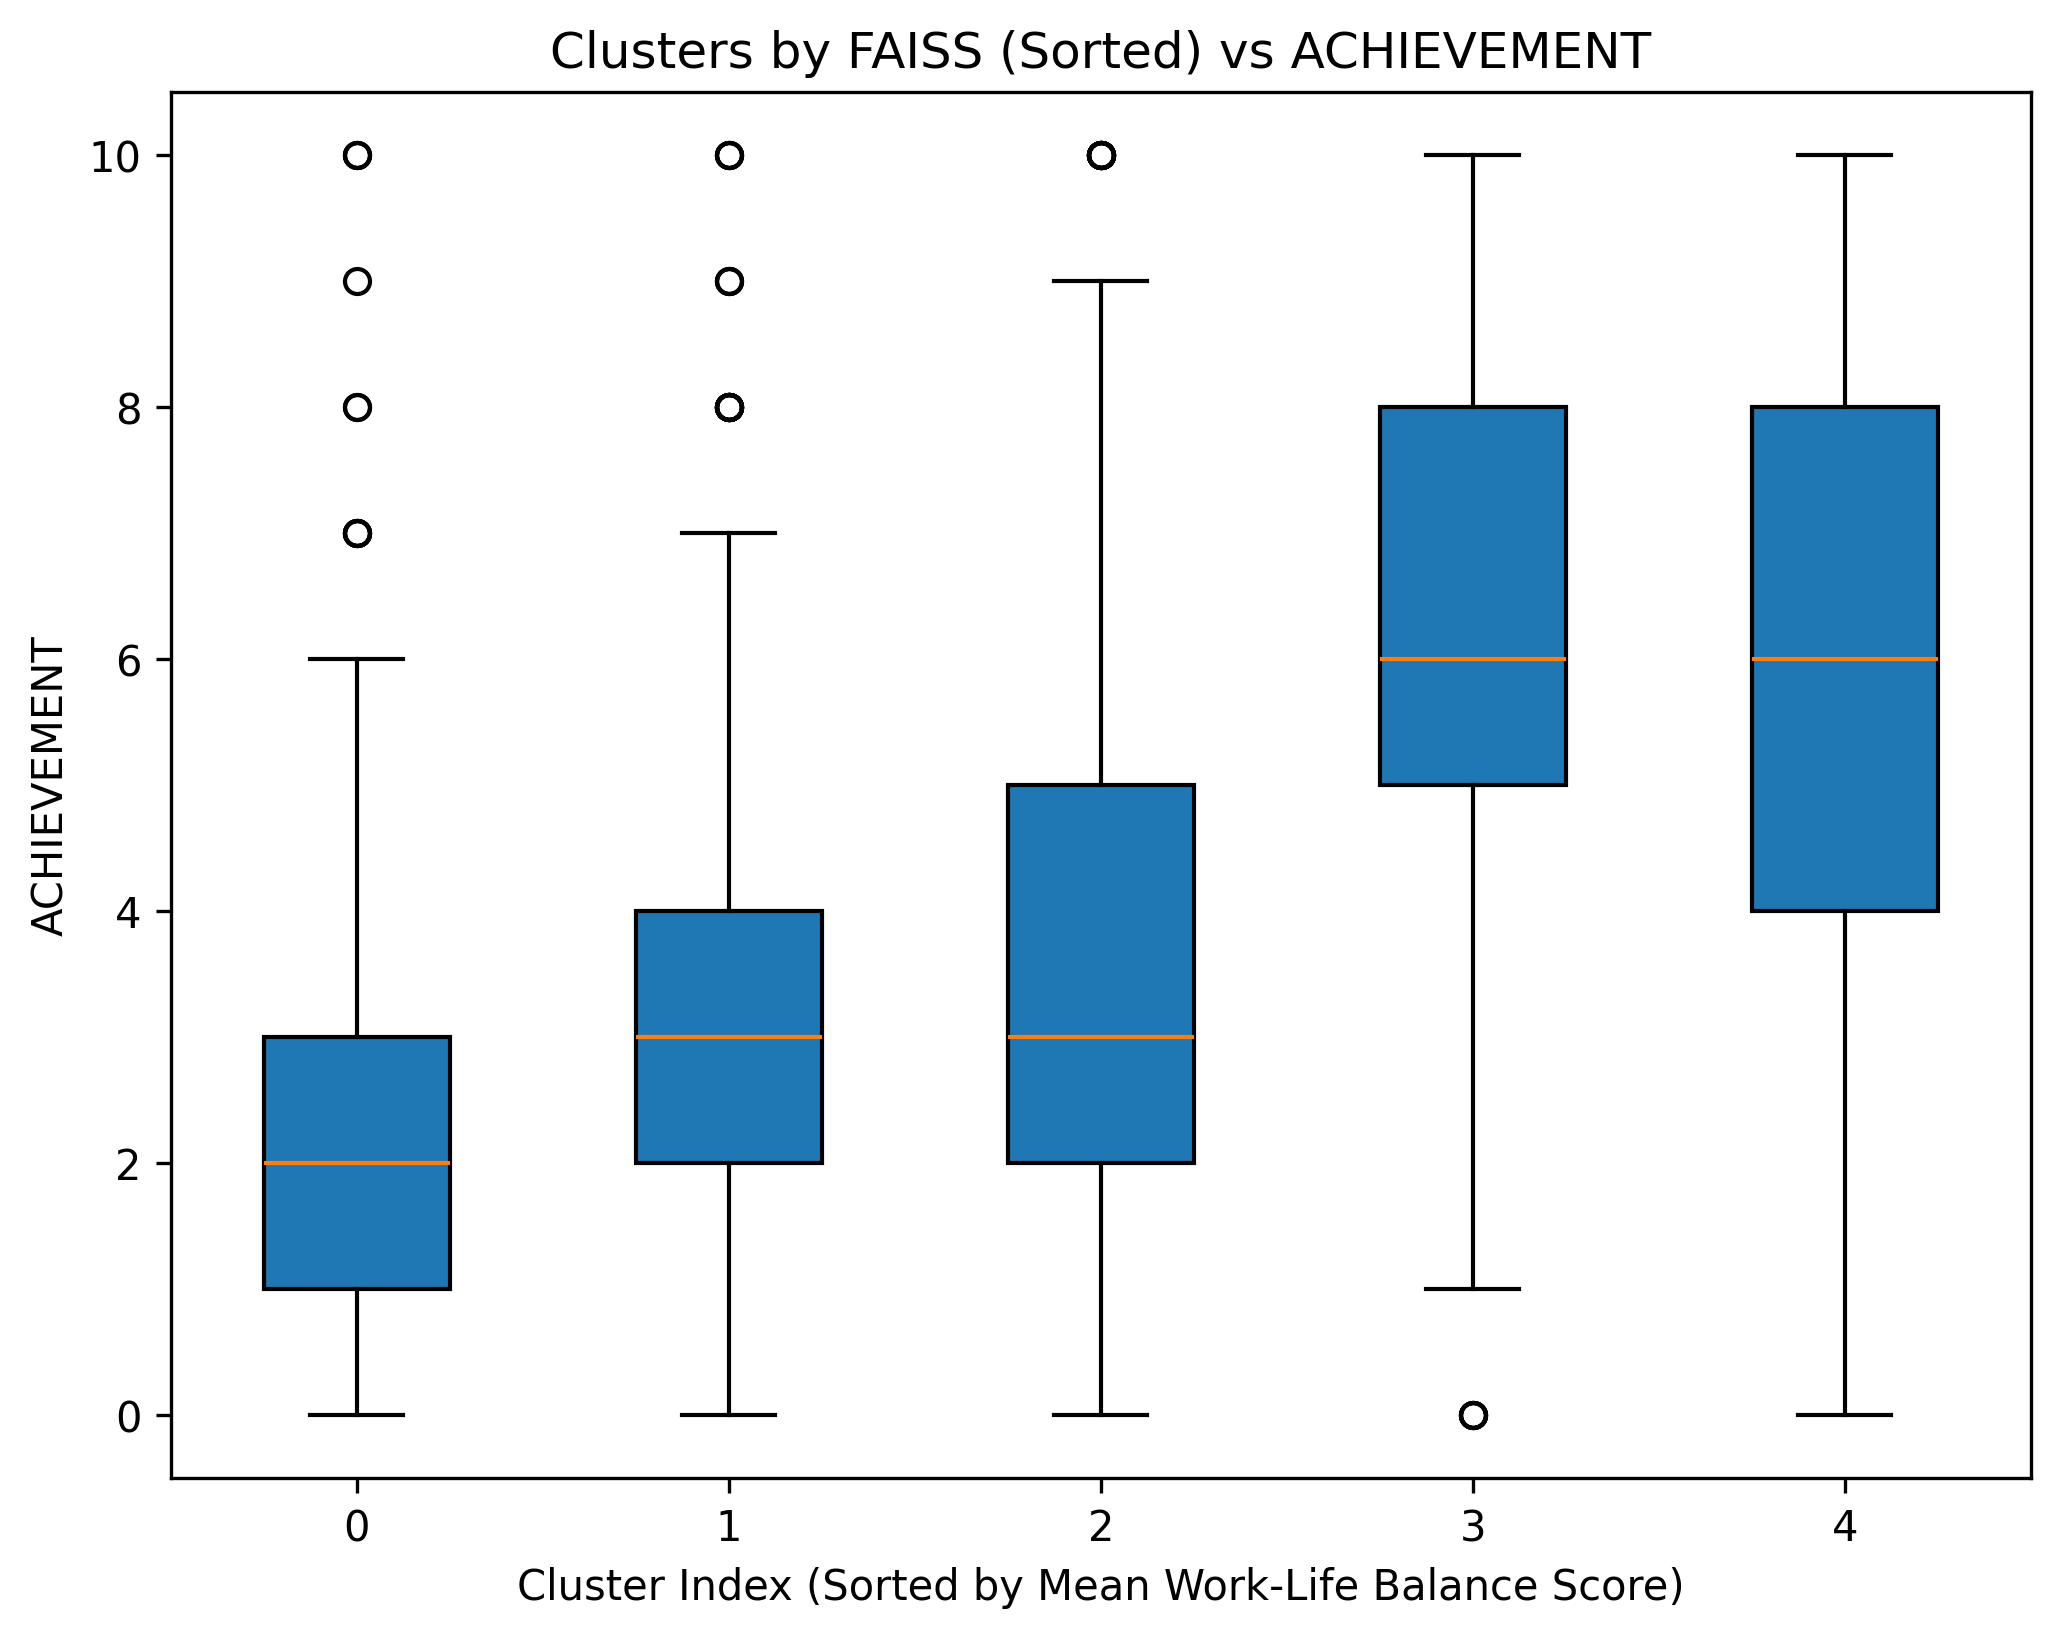 Clusters by FAISS (Sorted) vs ACHIEVEMENT
ACHIEVEMENT
10
8
6
4
2
0
0 1 2 3 4
Cluster Index (Sorted by Mean Work-Life Balance Score)